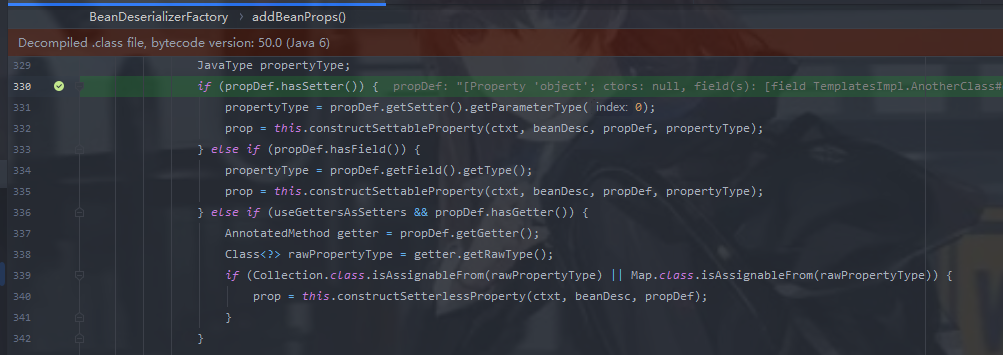 BeanDeserializerFactory > addBeanProps()
Decompiled .class file, bytecode version: 50.0 (Java 6)
329 JavaType propertyType;
330 if (propDef.hasSetter()) { propDef: "[Property 'object'; ctors: null, field(s): [field TemplatesImpl.AnotherClass#
331 propertyType = propDef.getSetter().getParameterType( index: 0);
332 prop = this.constructSettableProperty(ctxt, beanDesc, propDef, propertyType);
333 } else if (propDef.hasField()) {
334 propertyType = propDef.getField().getType();
335 prop = this.constructSettableProperty(ctxt, beanDesc, propDef, propertyType);
336 } else if (useGettersAsSetters && propDef.hasGetter()) {
337 AnnotatedMethod getter = propDef.getGetter();
338 Class<?> rawPropertyType = getter.getRawType();
339 if (Collection.class.isAssignableFrom(rawPropertyType) || Map.class.isAssignableFrom(rawPropertyType)) {
340 prop = this.constructSetterlessProperty(ctxt, beanDesc, propDef);
341 }
342 }